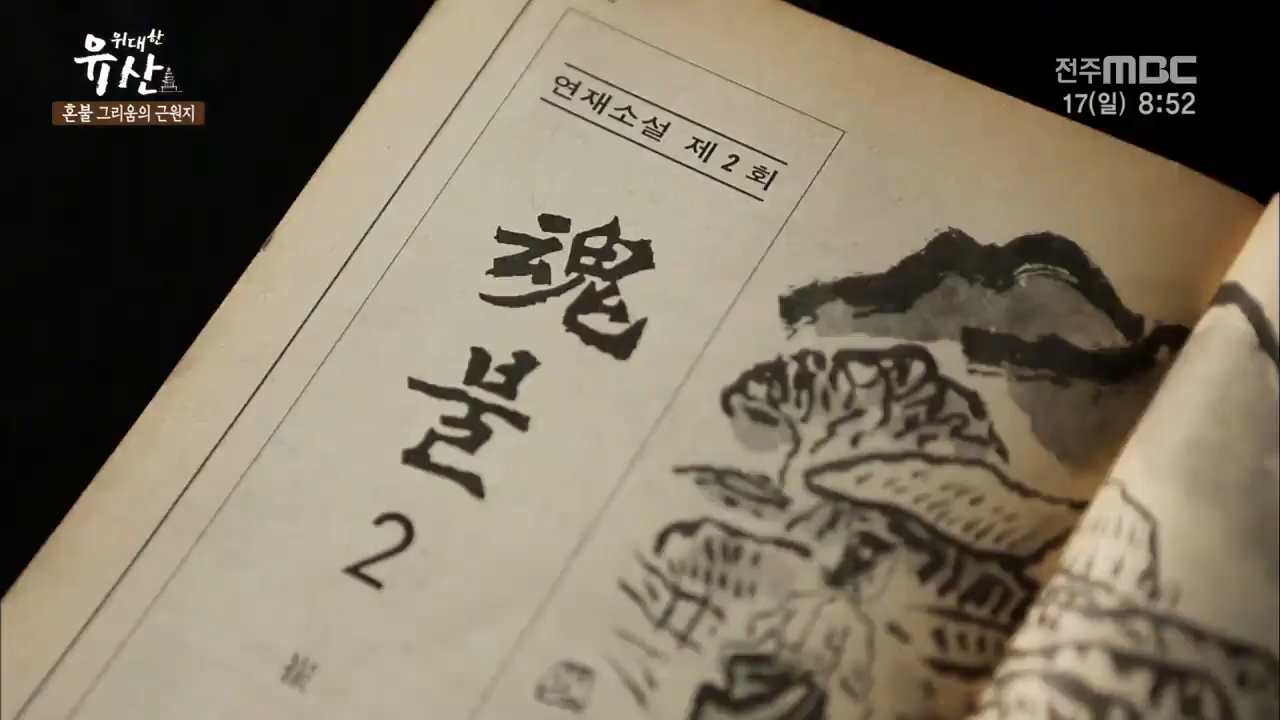 위대한
유산
혼불 그리움의 근원지
전주MBC
17(일) 8:52
연재소설 제2회
魂
불
2
崔